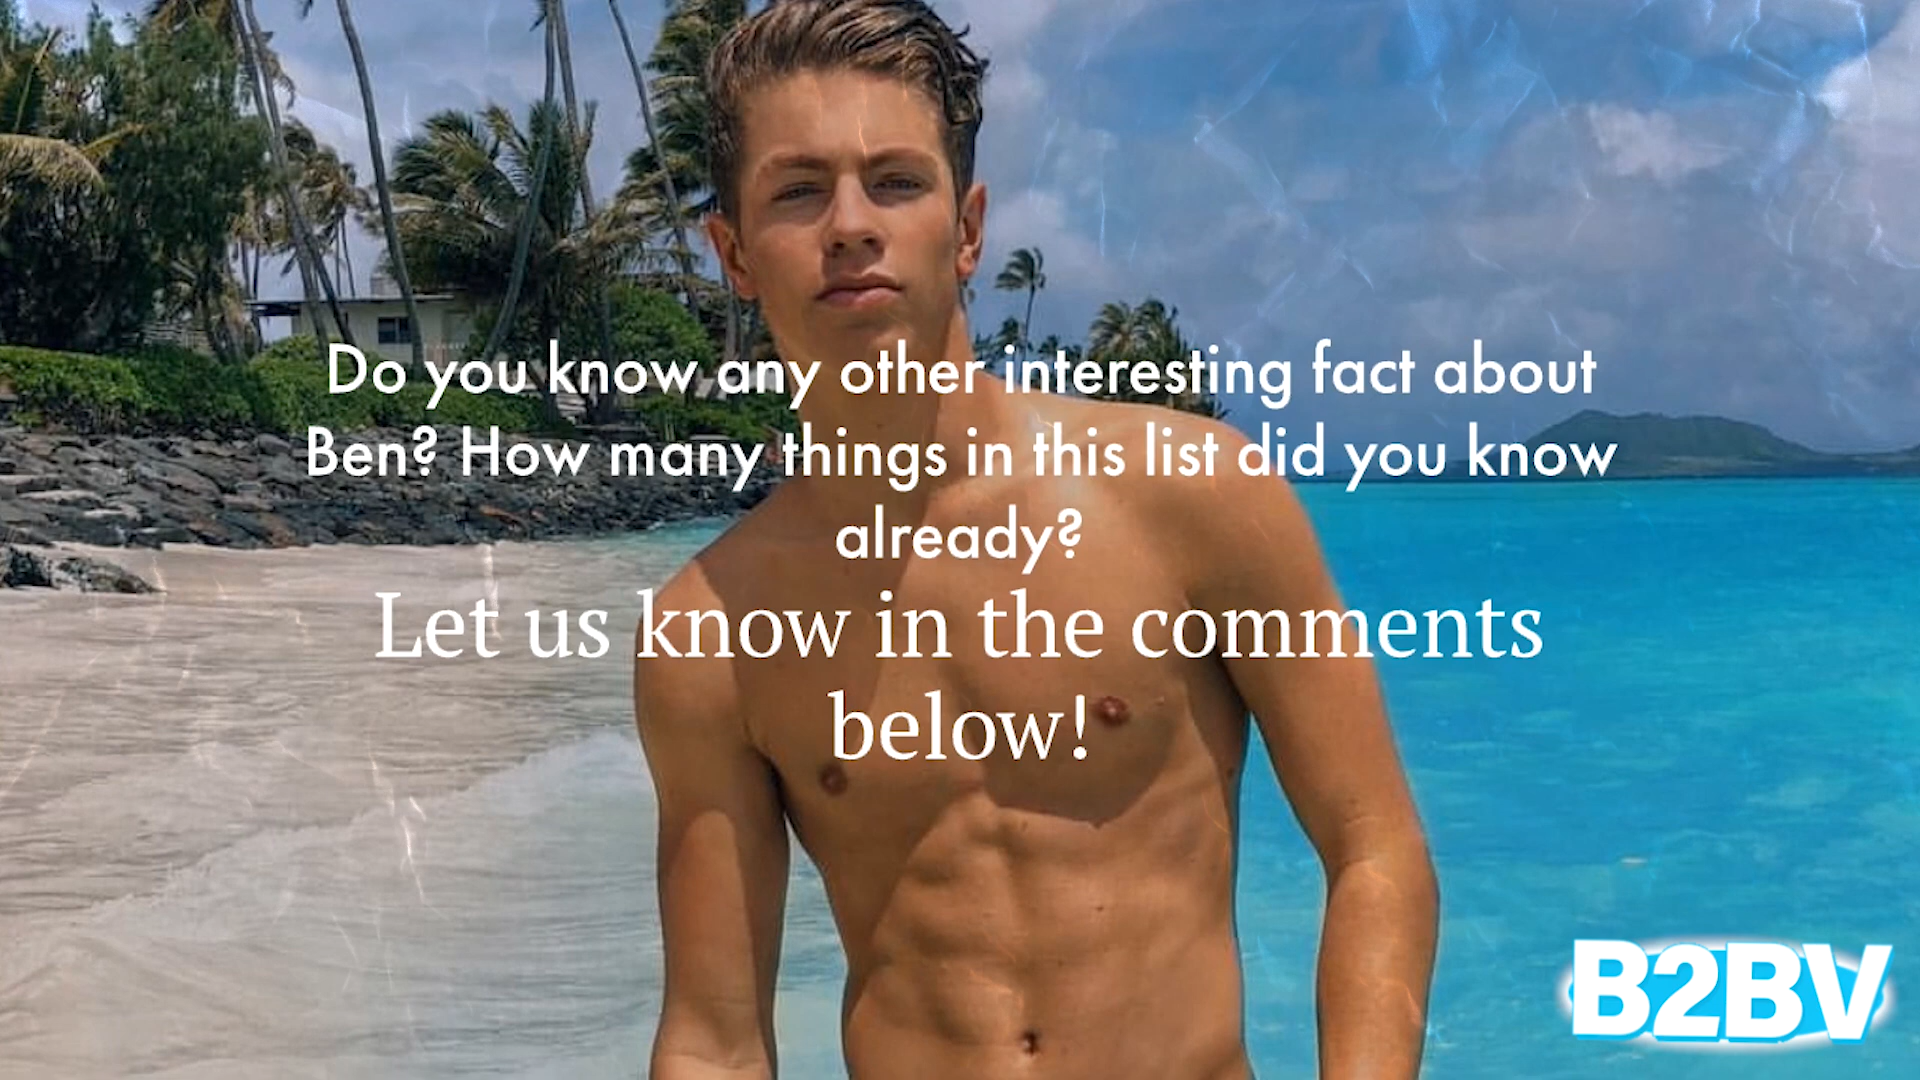 Do you know any other interesting fact about
Ben? How many things in this list did you know
already?
Let us know in the comments
below!
B2BV